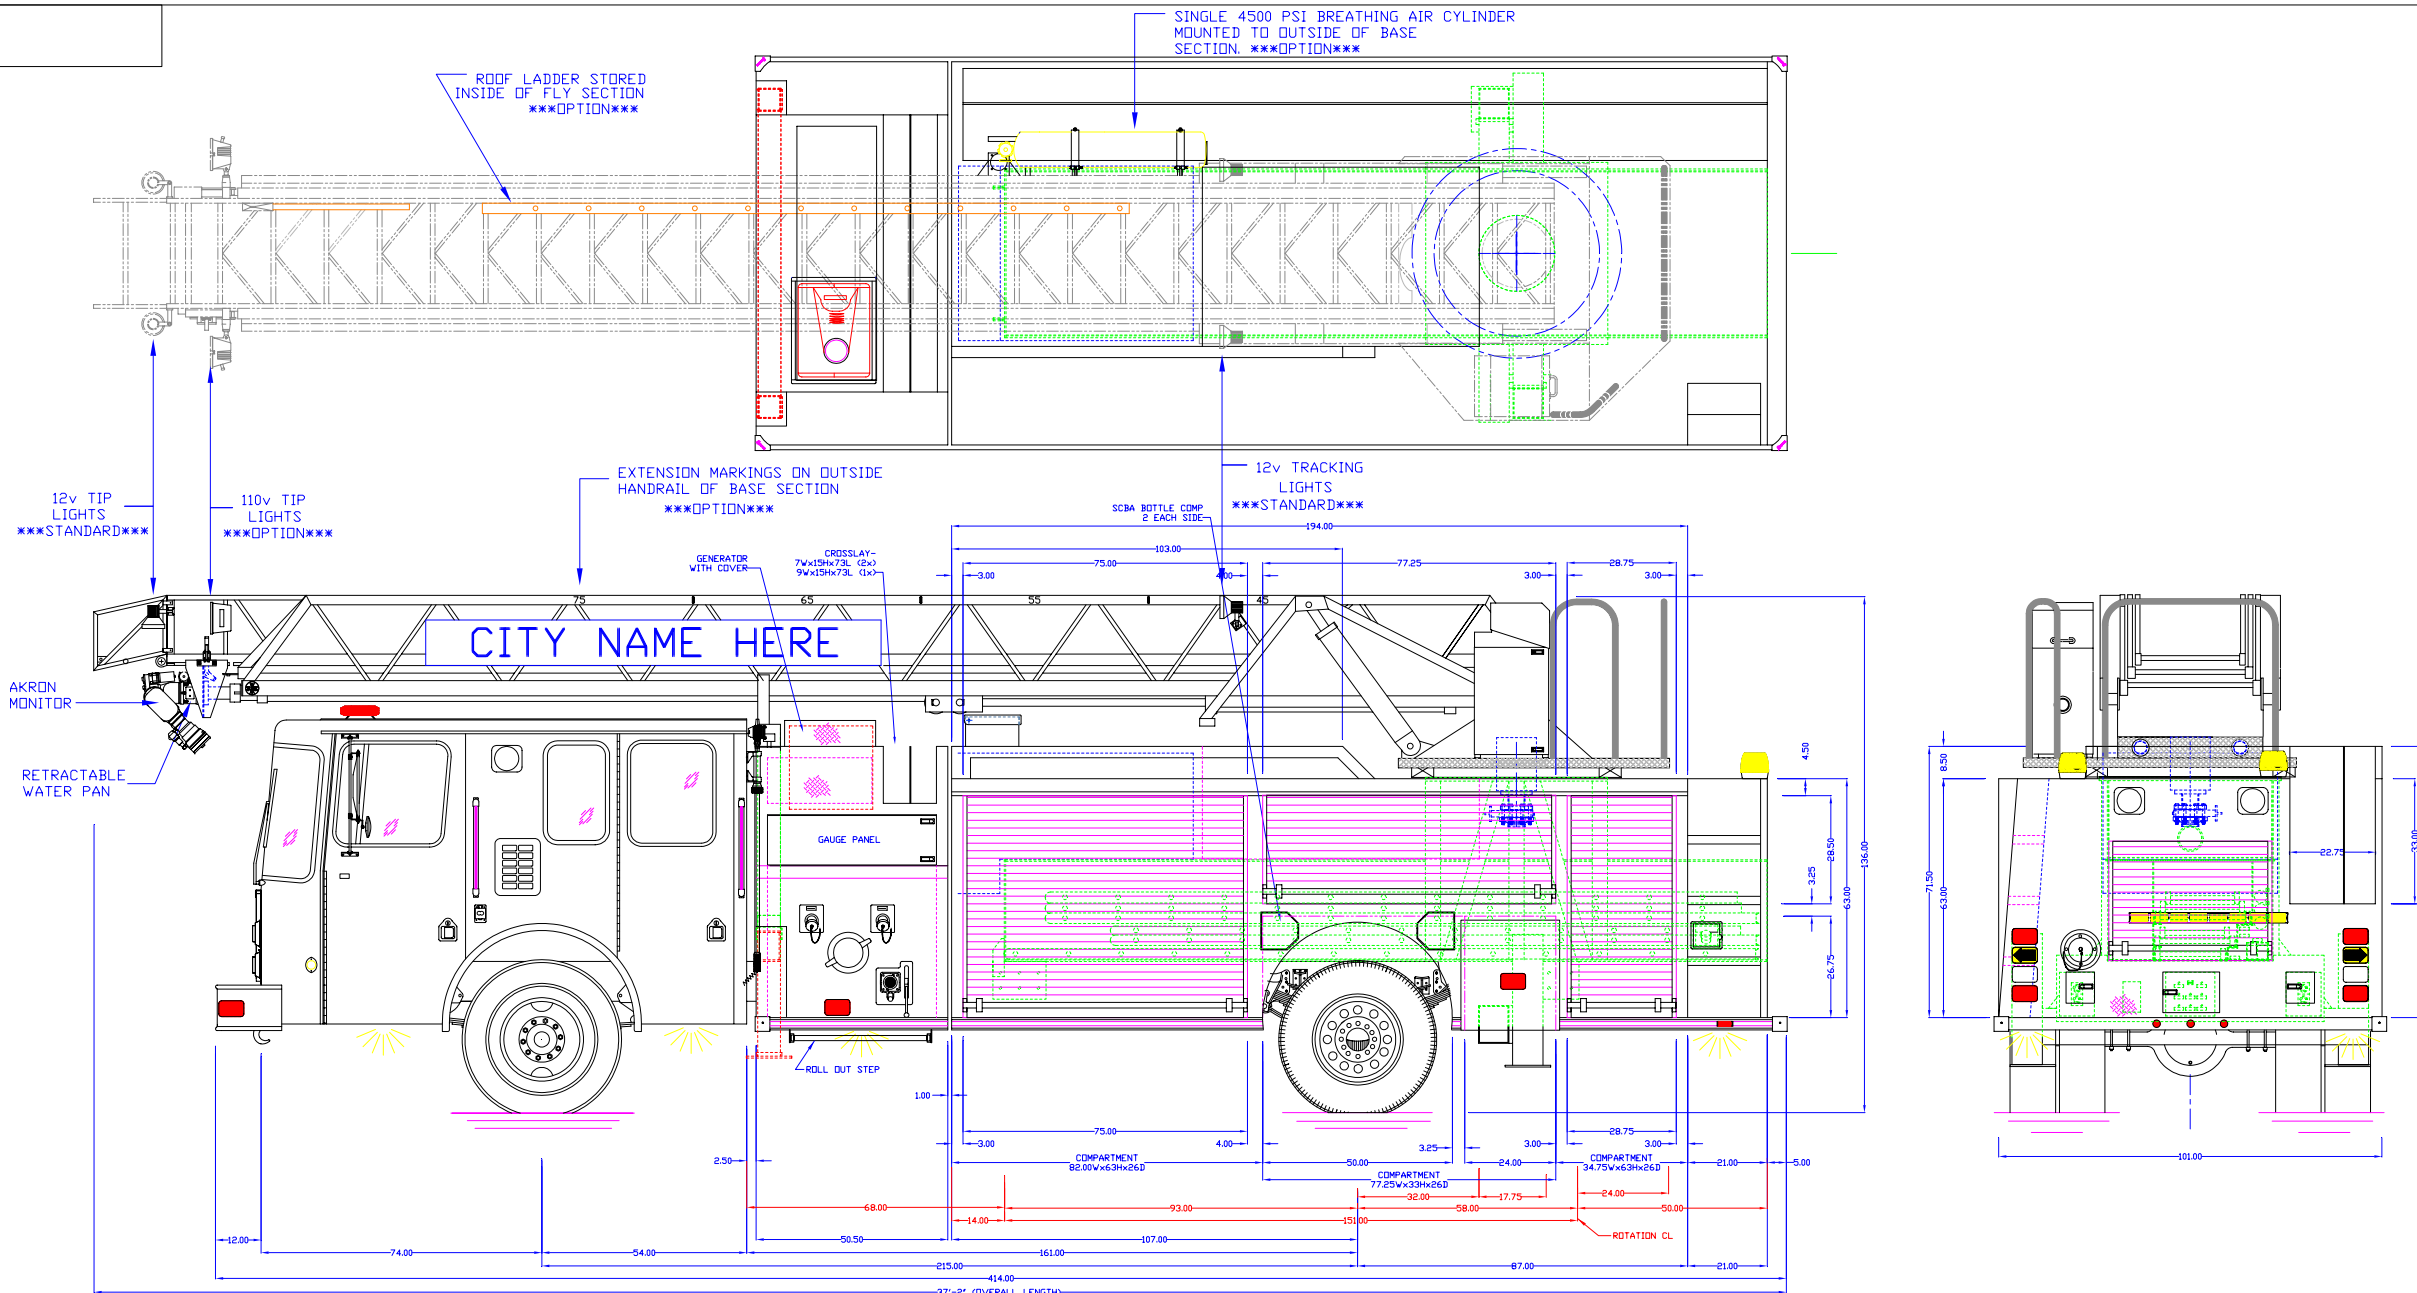 SINGLE 4500 PSI BREATHING AIR CYLINDER
MOUNTED TO OUTSIDE OF BASE
SECTION. ***OPTION***
ROOF LADDER STORED
INSIDE OF FLY SECTION
***OPTION***
EXTENSION MARKINGS ON OUTSIDE
HANDRAIL OF BASE SECTION
***OPTION***
12v TRACKING
LIGHTS
***STANDARD***
12v TIP
LIGHTS
***STANDARD***
110v TIP
LIGHTS
***OPTION***
SCBA BOTTLE COMP
2 EACH SIDE
GENERATOR
WITH COVER
CROSSLAY-
7Wx15Hx73L (2x)
9Wx15Hx73L (1x)
194.00
103.00
75.00
77.25
28.75
3.00
4.00
3.00
3.00
75
65
55
45
CITY NAME HERE
AKRON
MONITOR
RETRACTABLE
WATER PAN
GAUGE PANEL
4.50
28.50
3.25
26.75
63.00
136.00
8.50
71.50
63.00
22.75
33.00
ROLL OUT STEP
1.00
75.00
28.75
3.00
4.00
3.25
3.00
3.00
2.50
COMPARTMENT
82.00Wx63Hx26D
50.00
24.00
COMPARTMENT
34.75Wx63Hx26D
21.00
5.00
101.00
COMPARTMENT
77.25Wx33Hx26D
32.00
17.75
24.00
68.00
93.00
58.00
50.00
14.00
151.00
ROTATION CL
12.00
50.50
107.00
74.00
54.00
161.00
215.00
87.00
21.00
414.00
37'-2" (OVERALL LENGTH)